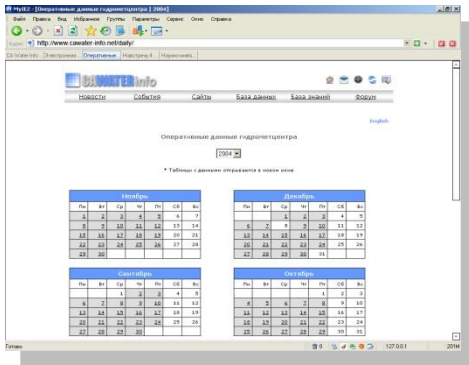 MyIE2 - [Оперативные данные гидрометцентра | 2004]
Файл Правка Вид Избранное Группы Параметры Сервис Окно Справка
http://www.cawater-info.net/daily/
CAWATERinfo
Новости События Сайты База данных База знаний Форум
English
Оперативные данные гидрометцентра
2004
* Таблицы с данными открываются в новом окне
Ноябрь
Пн Вт Ср Чт Пт Сб Вс
1 2 3 4 5 6 7
8 9 10 11 12 13 14
15 16 17 18 19 20 21
22 23 24 25 26 27 28
29 30
Декабрь
Пн Вт Ср Чт Пт Сб Вс
1 2 3 4 5
6 7 8 9 10 11 12
13 14 15 16 17 18 19
20 21 22 23 24 25 26
27 28 29 30 31
Сентябрь
Пн Вт Ср Чт Пт Сб Вс
1 2 3 4 5
6 7 8 9 10 11 12
13 14 15 16 17 18 19
20 21 22 23 24 25 26
27 28 29 30
Октябрь
Пн Вт Ср Чт Пт Сб Вс
1 2 3
4 5 6 7 8 9 10
11 12 13 14 15 16 17
18 19 20 21 22 23 24
25 26 27 28 29 30 31
Готово
127.0.0.1